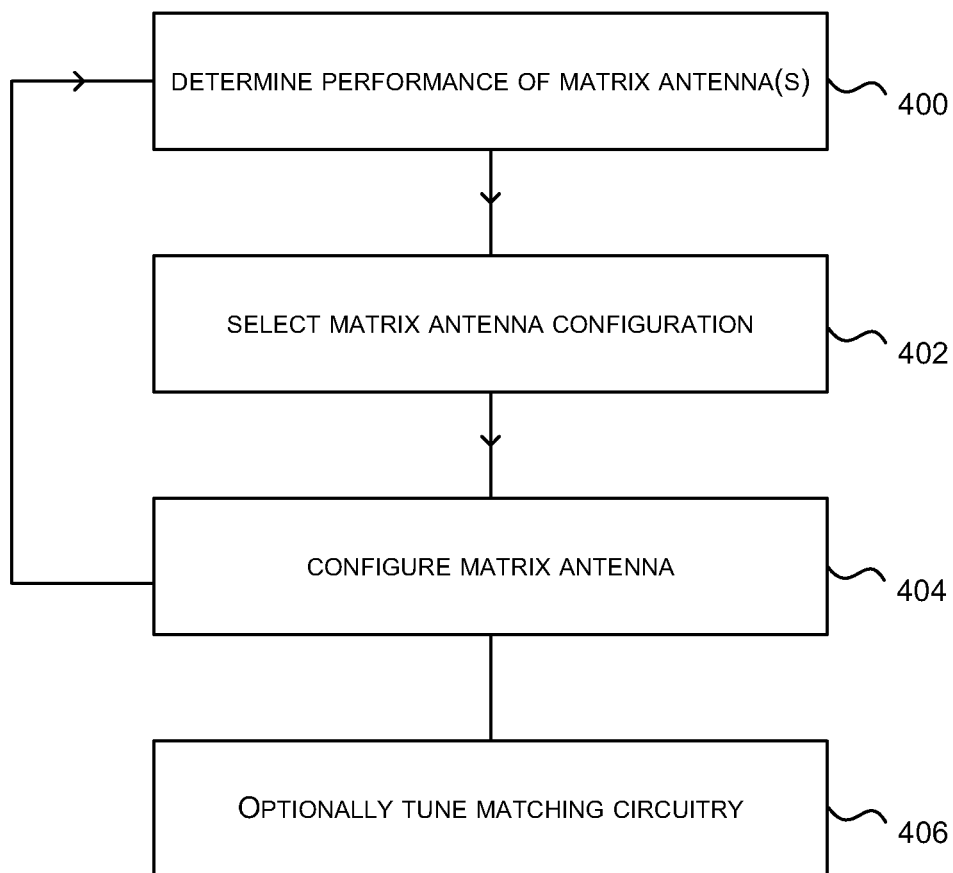 DETERMINE PERFORMANCE OF MATRIX ANTENNA(S)
400
SELECT MATRIX ANTENNA CONFIGURATION
402
CONFIGURE MATRIX ANTENNA
404
OPTIONALLY TUNE MATCHING CIRCUITRY
406